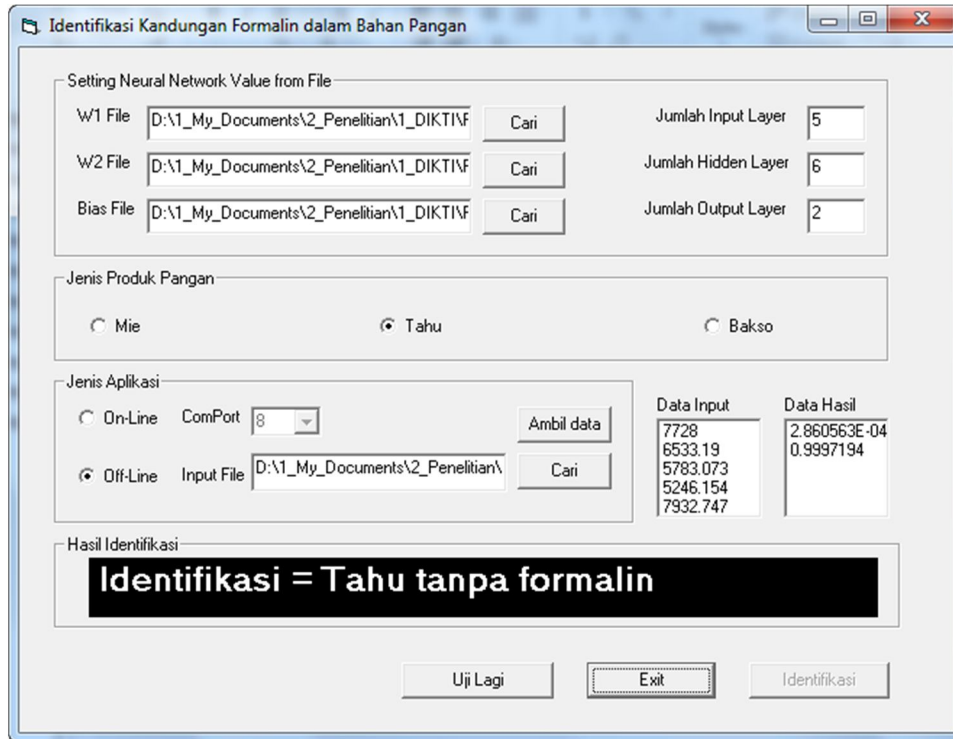 Identifikasi Kandungan Formalin dalam Bahan Pangan
Setting Neural Network Value from File
W1 File D:\1_My_Documents\2_Penelitian\1_DIKTI\F Cari Jumlah Input Layer 5
W2 File D:\1_My_Documents\2_Penelitian\1_DIKTI\F Cari Jumlah Hidden Layer 6
Bias File D:\1_My_Documents\2_Penelitian\1_DIKTI\F Cari Jumlah Output Layer 2
Jenis Produk Pangan
Mie Tahu Bakso
Jenis Aplikasi
On-Line ComPort 8 Ambil data
Off-Line Input File D:\1_My_Documents\2_Penelitian\ Cari
Data Input
7728
6533.19
5783.073
5246.154
7932.747
Data Hasil
2.860563E-04
0.9997194
Hasil Identifikasi
Identifikasi = Tahu tanpa formalin
Uji Lagi Exit Identifikasi